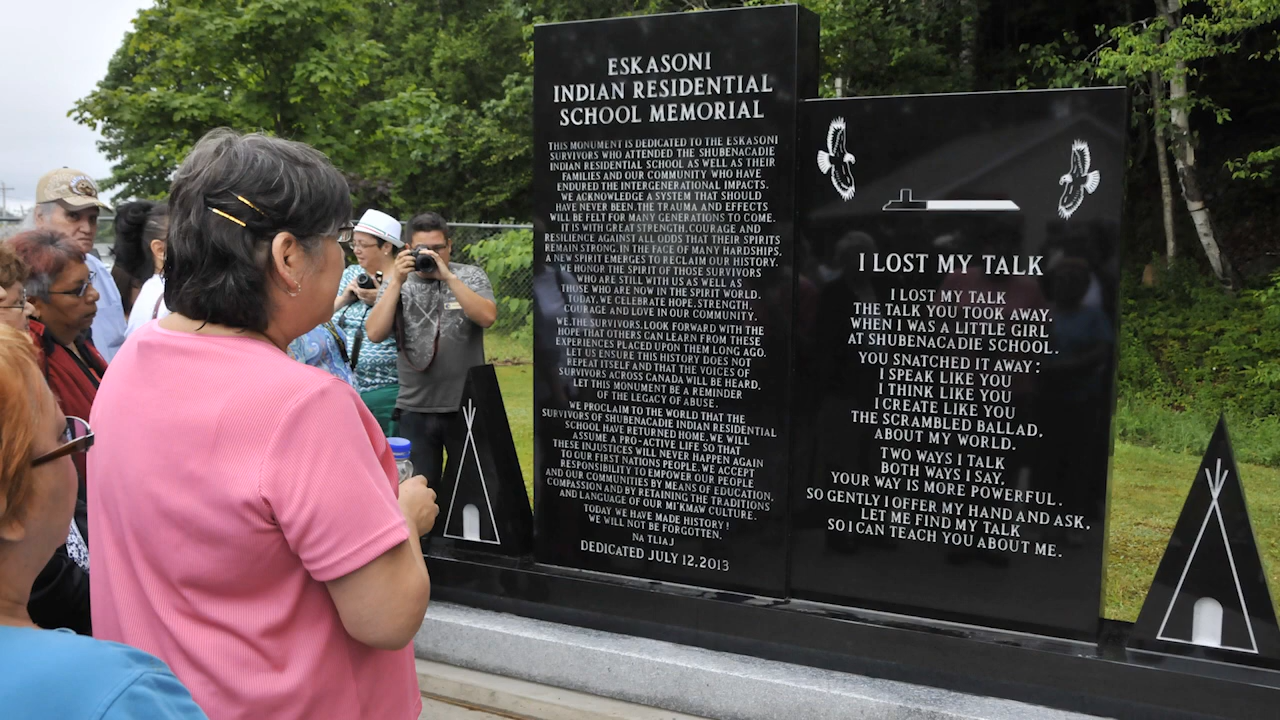 ESKASONI
INDIAN RESIDENTIAL
SCHOOL MEMORIAL
THIS MONUMENT IS DEDICATED TO THE ESKASONI
SURVIVORS WHO ATTENDED THE SHUBENACADIE
INDIAN RESIDENTIAL SCHOOL AS WELL AS THEIR
FAMILIES AND OUR COMMUNITY WHO HAVE
ENDURED THE INTERGENERATIONAL IMPACTS.
WE ACKNOWLEDGE A SYSTEM THAT SHOULD
HAVE NEVER BEEN. THE TRAUMA AND EFFECTS
WILL BE FELT FOR MANY GENERATIONS TO COME.
IT IS WITH GREAT STRENGTH, COURAGE AND
RESILIENCE AGAINST ALL ODDS THAT THEIR SPIRITS
REMAIN STRONG. IN THE FACE OF MANY HARDSHIPS,
A NEW SPIRIT EMERGES TO RECLAIM OUR HISTORY.
WE HONOR THE SPIRIT OF THOSE SURVIVORS
WHO ARE STILL WITH US AS WELL AS
THOSE WHO ARE NOW IN THE SPIRIT WORLD.
TODAY, WE CELEBRATE HOPE, STRENGTH,
COURAGE AND LOVE IN OUR COMMUNITY.
WE, THE SURVIVORS, LOOK FORWARD WITH THE
HOPE THAT OTHERS CAN LEARN FROM THESE
EXPERIENCES PLACED UPON THEM LONG AGO.
LET US ENSURE THIS HISTORY DOES NOT
REPEAT ITSELF AND THAT THE VOICES OF
SURVIVORS ACROSS CANADA WILL BE HEARD.
LET THIS MONUMENT BE A REMINDER
OF THE LEGACY OF ABUSE.
WE PROCLAIM TO THE WORLD THAT THE
SURVIVORS OF SHUBENACADIE INDIAN RESIDENTIAL
SCHOOL HAVE RETURNED HOME. WE WILL
ASSUME A PRO-ACTIVE LIFE SO THAT
THESE INJUSTICES WILL NEVER HAPPEN AGAIN
TO OUR FIRST NATIONS PEOPLE. WE ACCEPT
RESPONSIBILITY TO EMPOWER OUR PEOPLE
AND OUR COMMUNITIES BY MEANS OF EDUCATION,
COMPASSION AND BY RETAINING THE TRADITIONS
AND LANGUAGE OF OUR MI'KMAW CULTURE.
TODAY WE HAVE MADE HISTORY!
WE WILL NOT BE FORGOTTEN.
NA TLIAJ
DEDICATED JULY 12, 2013
I LOST MY TALK
I LOST MY TALK
THE TALK YOU TOOK AWAY.
WHEN I WAS A LITTLE GIRL
AT SHUBENACADIE SCHOOL.
YOU SNATCHED IT AWAY:
I SPEAK LIKE YOU
I THINK LIKE YOU
I CREATE LIKE YOU
THE SCRAMBLED BALLAD,
ABOUT MY WORLD.
TWO WAYS I TALK
BOTH WAYS I SAY,
YOUR WAY IS MORE POWERFUL.
SO GENTLY I OFFER MY HAND AND ASK,
LET ME FIND MY TALK
SO I CAN TEACH YOU ABOUT ME.